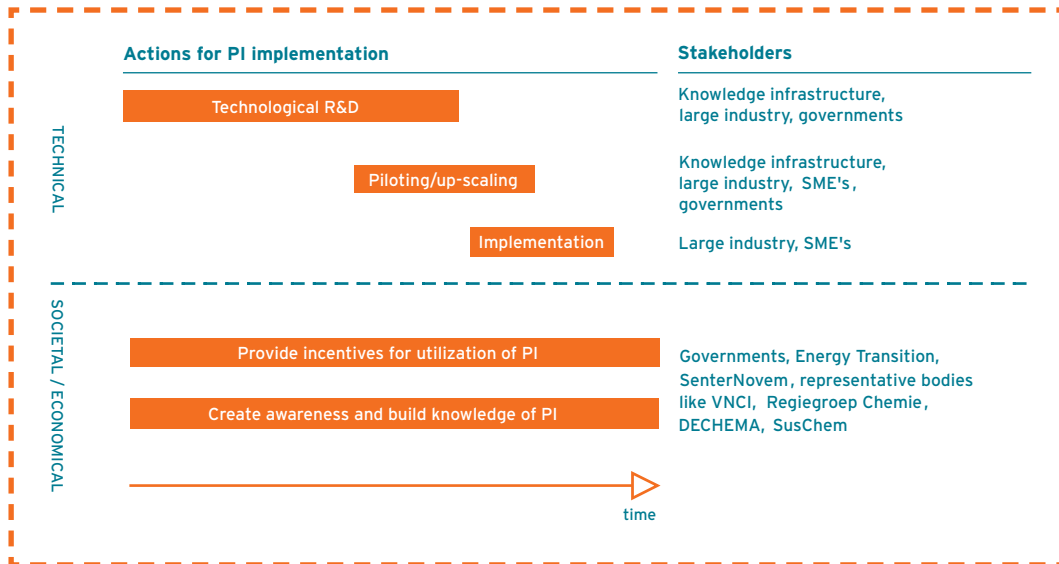 Actions for PI implementation
Stakeholders
TECHNICAL
Technological R&D
Knowledge infrastructure,
large industry, governments
Piloting/up-scaling
Knowledge infrastructure,
large industry, SME's,
governments
Implementation
Large industry, SME's
SOCIETAL / ECONOMICAL
Provide incentives for utilization of PI
Create awareness and build knowledge of PI
Governments, Energy Transition,
SenterNovem, representative bodies
like VNCI, Regiegroep Chemie,
DECHEMA, SusChem
time